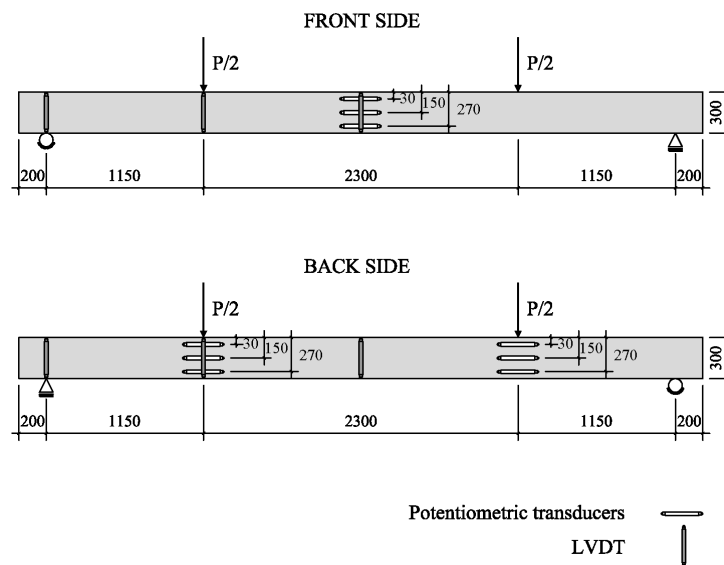 FRONT SIDE
P/2 P/2
30 150 270 300
200 1150 2300 1150 200
BACK SIDE
P/2 P/2
30 150 270 30 150 270 300
200 1150 2300 1150 200
Potentiometric transducers
LVDT